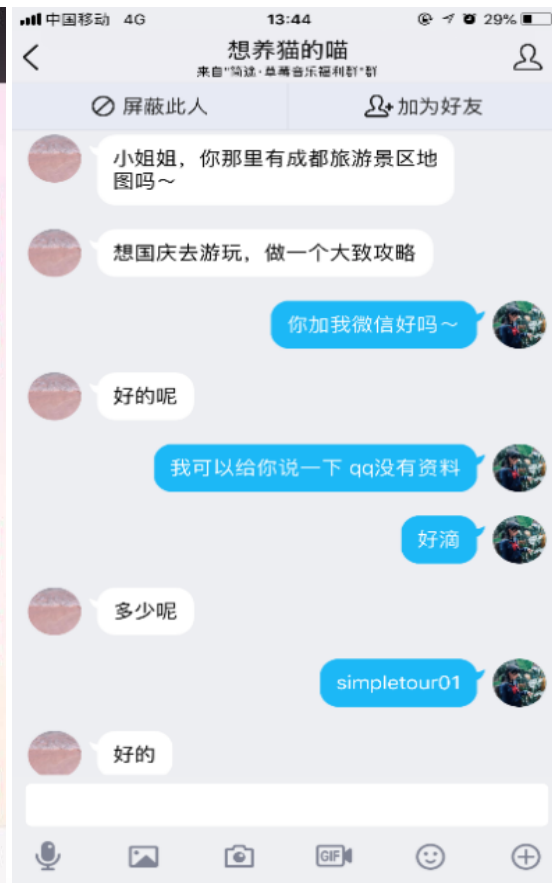 中国移动 4G 13:44 29%
想养猫的喵
来自"简途·草莓音乐福利群"群
屏蔽此人 加为好友
小姐姐，你那里有成都旅游景区地
图吗～
想国庆去游玩，做一个大致攻略
你加我微信好吗～
好的呢
我可以给你说一下 qq没有资料
好滴
多少呢
simpletour01
好的
GIF